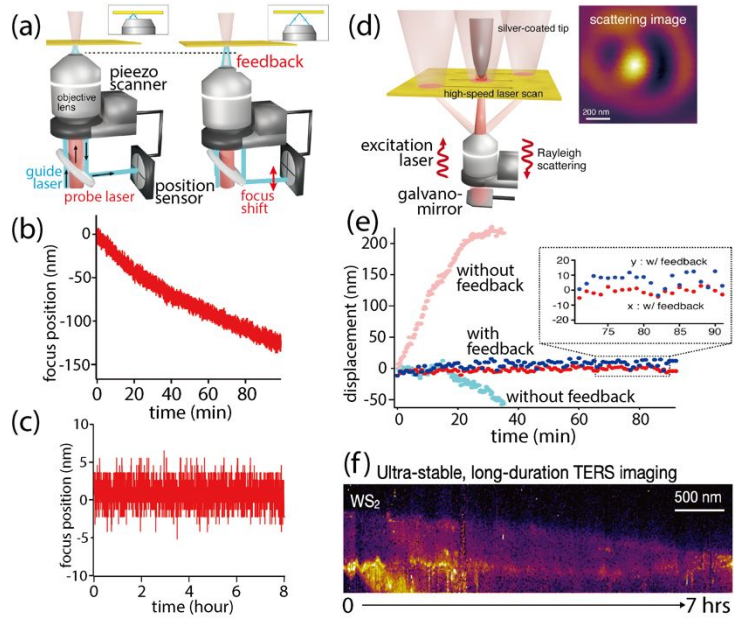 (a)
feedback
pieezo
scanner
objective
lens
guide
laser
probe laser
position
sensor
focus
shift
(b)
focus position (nm)
0
-50
-100
-150
0
20
40
60
80
time (min)
(c)
focus position (nm)
10
5
0
-5
-10
0
2
4
6
8
time (hour)
(d)
silver-coated tip
high-speed laser scan
excitation
laser
Rayleigh
scattering
galvano-
mirror
scattering image
200 nm
(e)
displacement (nm)
200
150
100
50
0
-50
0
20
40
60
80
time (min)
without
feedback
with
feedback
without feedback
20
10
0
-10
-20
75
80
85
90
y : w/ feedback
x : w/ feedback
(f)
Ultra-stable, long-duration TERS imaging
WS₂
500 nm
0
7 hrs